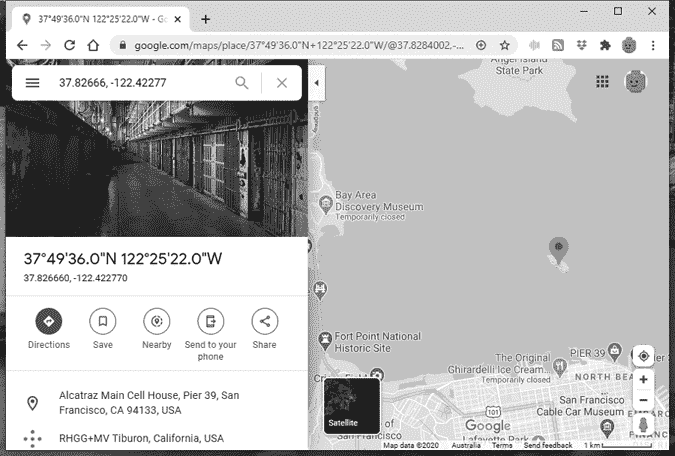 37°49'36.0"N 122°25'22.0"W - Go
google.com/maps/place/37°49'36.0"N+122°25'22.0"W/@37.8284002,-...
37.82666, -122.42277
37°49'36.0"N 122°25'22.0"W
37.826660, -122.422770
Directions
Save
Nearby
Send to your
phone
Share
Alcatraz Main Cell House, Pier 39, San
Francisco, CA 94133, USA
RHGG+MV Tiburon, California, USA
Angel Island
State Park
Bay Area
Discovery Museum
Temporarily closed
Fort Point National
Historic Site
The Original
Ghirardelli Ice Cream...
Temporarily closed
PIER 39
NORTH BEA
San Francisco
Cable Car Museum
101
of San
Francisco
Lafayette Park
Satellite
Google
Map data ©2020
Australia
Terms
Send feedback
1 km